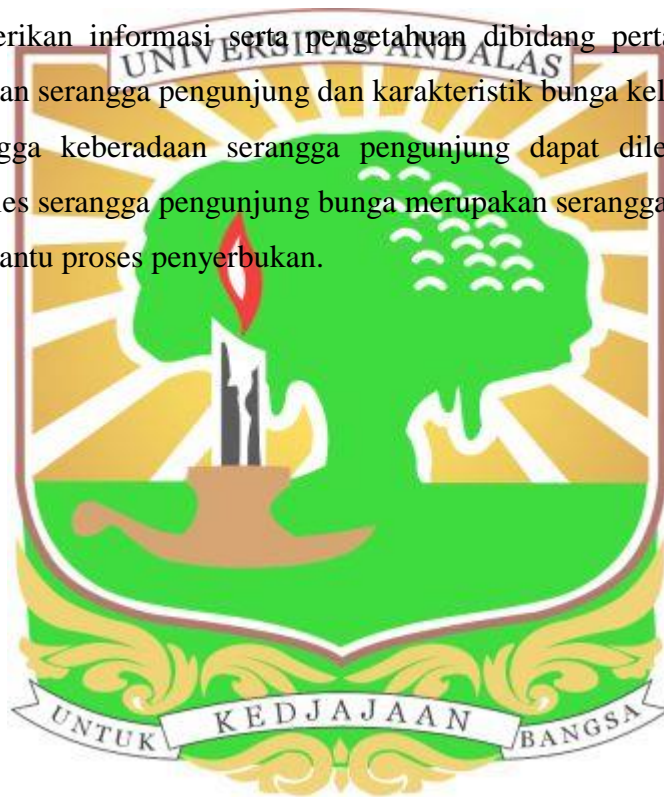 erikan informasi serta pengetahuan dibidang perta
UNIVERSITAS ANDALAS
an serangga pengunjung dan karakteristik bunga kel
gga keberadaan serangga pengunjung dapat dile
es serangga pengunjung bunga merupakan serangga
antu proses penyerbukan.
UNTUK KEDJAJAAN BANGSA